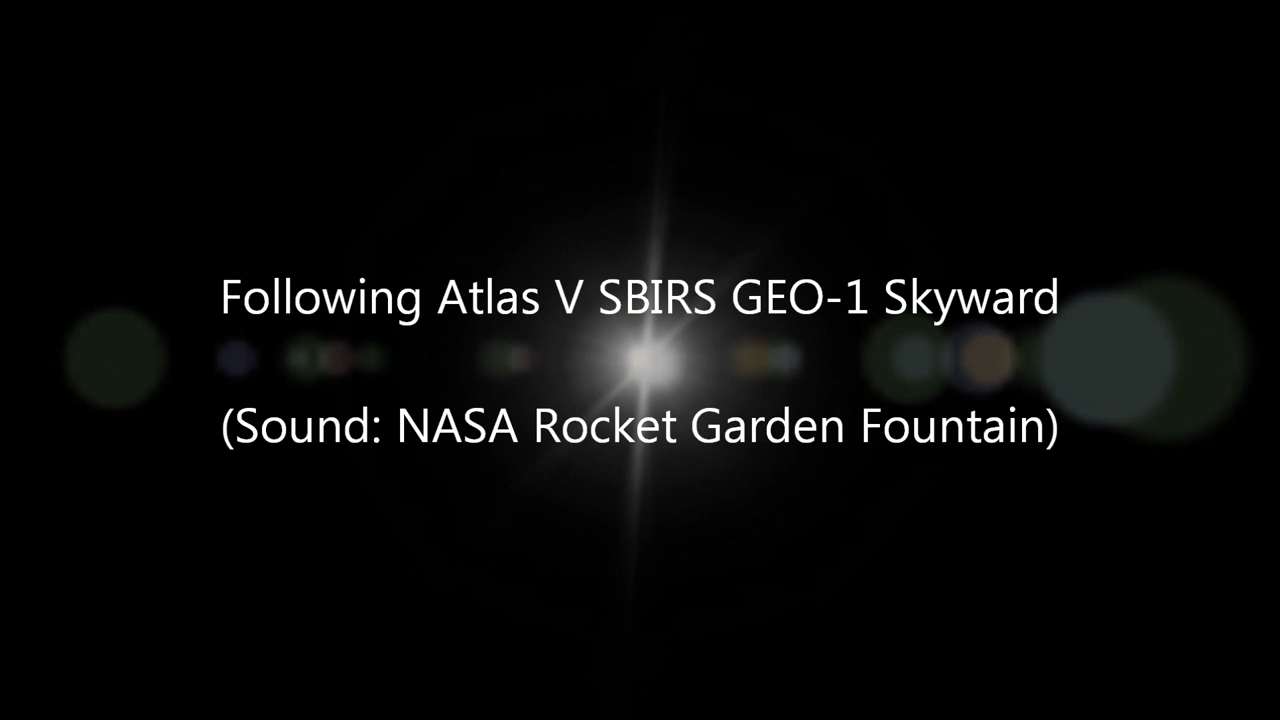 Following Atlas V SBIRS GEO-1 Skyward
(Sound: NASA Rocket Garden Fountain)